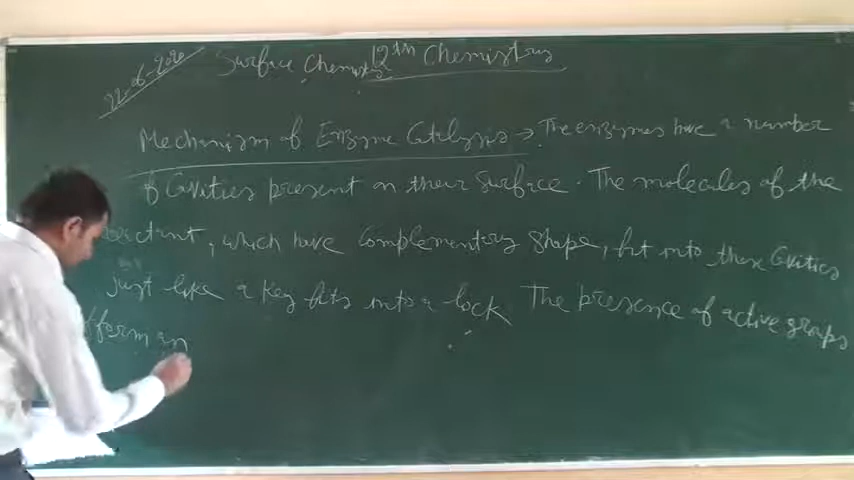 22-06-2020 Surface Chemist 12th Chemistry
Mechanism of Enzyme Catalysis → The enzymes have a number
of Cavities present on their Surface. The molecules of the
reactant, which have Complementary Shape, fit into these Cavities
just like a key fits into a lock The presence of active groups
form an